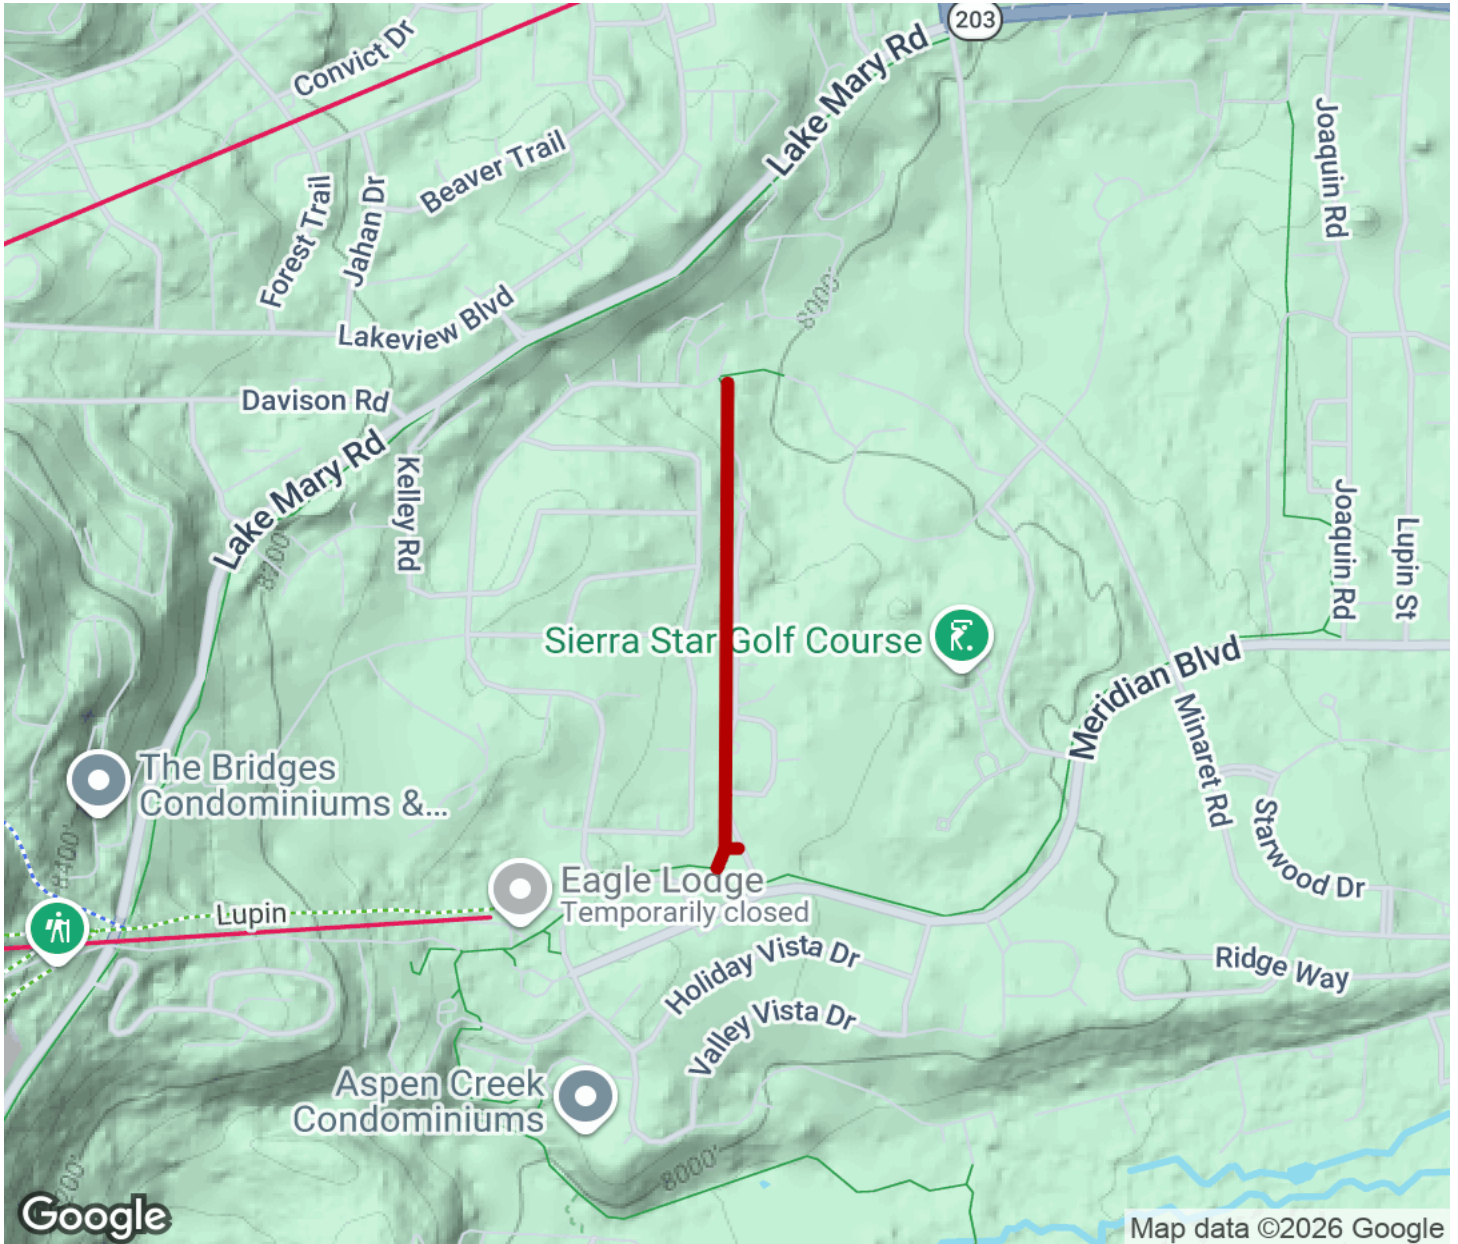 203
Convict Dr
Lake Mary Rd
Joaquin Rd
Beaver Trail
Forest Trail
Jahan Dr
8000'
Lakeview Blvd
Davison Rd
Kelley Rd
Lake Mary Rd
8700'
Joaquin Rd
Lupin St
Sierra Star Golf Course
Meridian Blvd
Minaret Rd
The Bridges
Condominiums &...
Starwood Dr
8400'
Eagle Lodge
Temporarily closed
Lupin
Holiday Vista Dr
Ridge Way
Valley Vista Dr
Aspen Creek
Condominiums
8000'
Google
Map data ©2026 Google